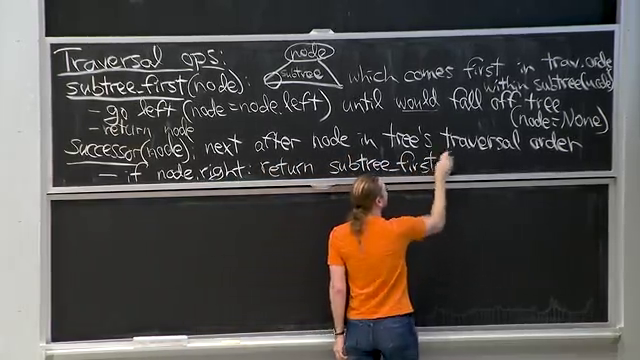 Traversal ops:
node
subtree
subtree_first(node): which comes first in trav. order
within subtree(node)
- go left (node = node.left) until would fall off tree
(node = None)
- return node
successor(node): next after node in tree's traversal order
- if node.right: return subtree_first